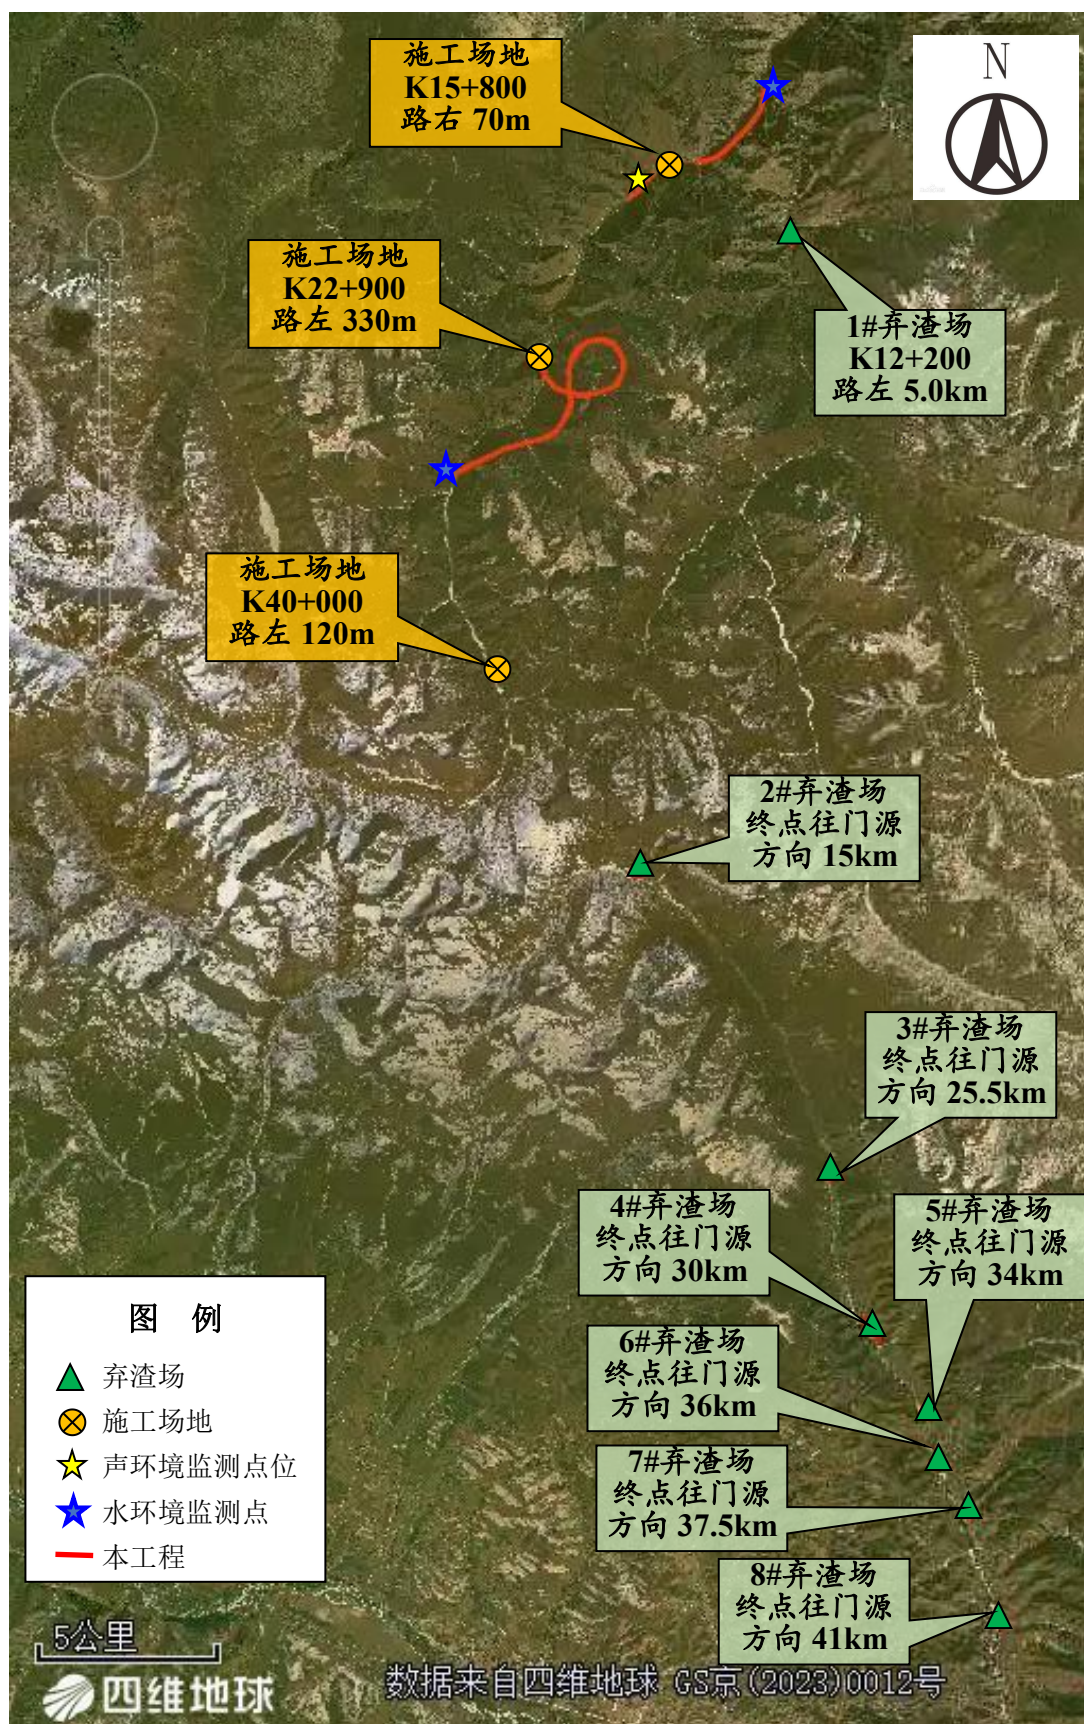 施工场地
K15+800
路右 70m
N
施工场地
K22+900
路左 330m
1#弃渣场
K12+200
路左 5.0km
施工场地
K40+000
路左 120m
2#弃渣场
终点往门源
方向 15km
3#弃渣场
终点往门源
方向 25.5km
4#弃渣场
终点往门源
方向 30km
5#弃渣场
终点往门源
方向 34km
6#弃渣场
终点往门源
方向 36km
7#弃渣场
终点往门源
方向 37.5km
8#弃渣场
终点往门源
方向 41km
图 例
弃渣场
施工场地
声环境监测点位
水环境监测点
本工程
5公里
四维地球
数据来自四维地球 GS京(2023)0012号